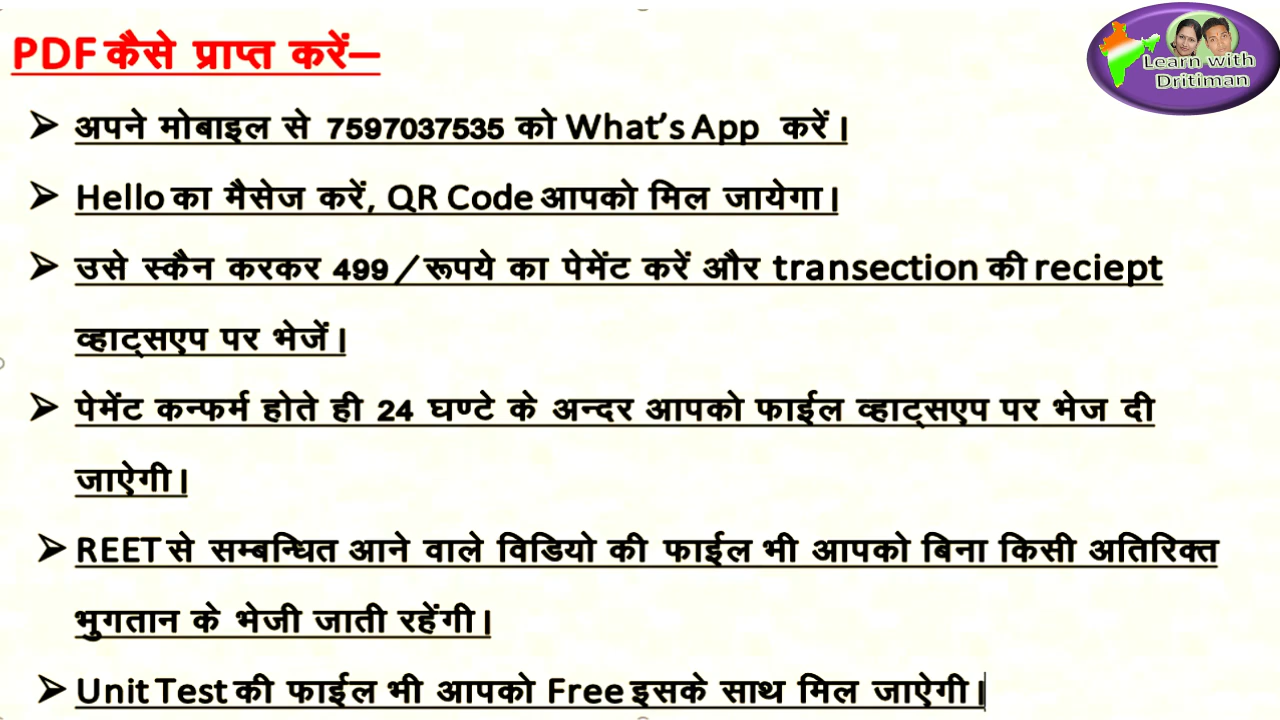 PDF कैसे प्राप्त करें–
Learn with
Dritiman
➢ अपने मोबाइल से 7597037535 को What's App करें।
➢ Hello का मैसेज करें, QR Code आपको मिल जायेगा।
➢ उसे स्कैन करकर 499/रूपये का पेमेंट करें और transection की reciept
व्हाट्सएप पर भेजें।
➢ पेमेंट कन्फर्म होते ही 24 घण्टे के अन्दर आपको फाईल व्हाट्सएप पर भेज दी
जाऐगी।
➢ REET से सम्बन्धित आने वाले विडियो की फाईल भी आपको बिना किसी अतिरिक्त
भुगतान के भेजी जाती रहेंगी।
➢ Unit Test की फाईल भी आपको Free इसके साथ मिल जाऐगी।